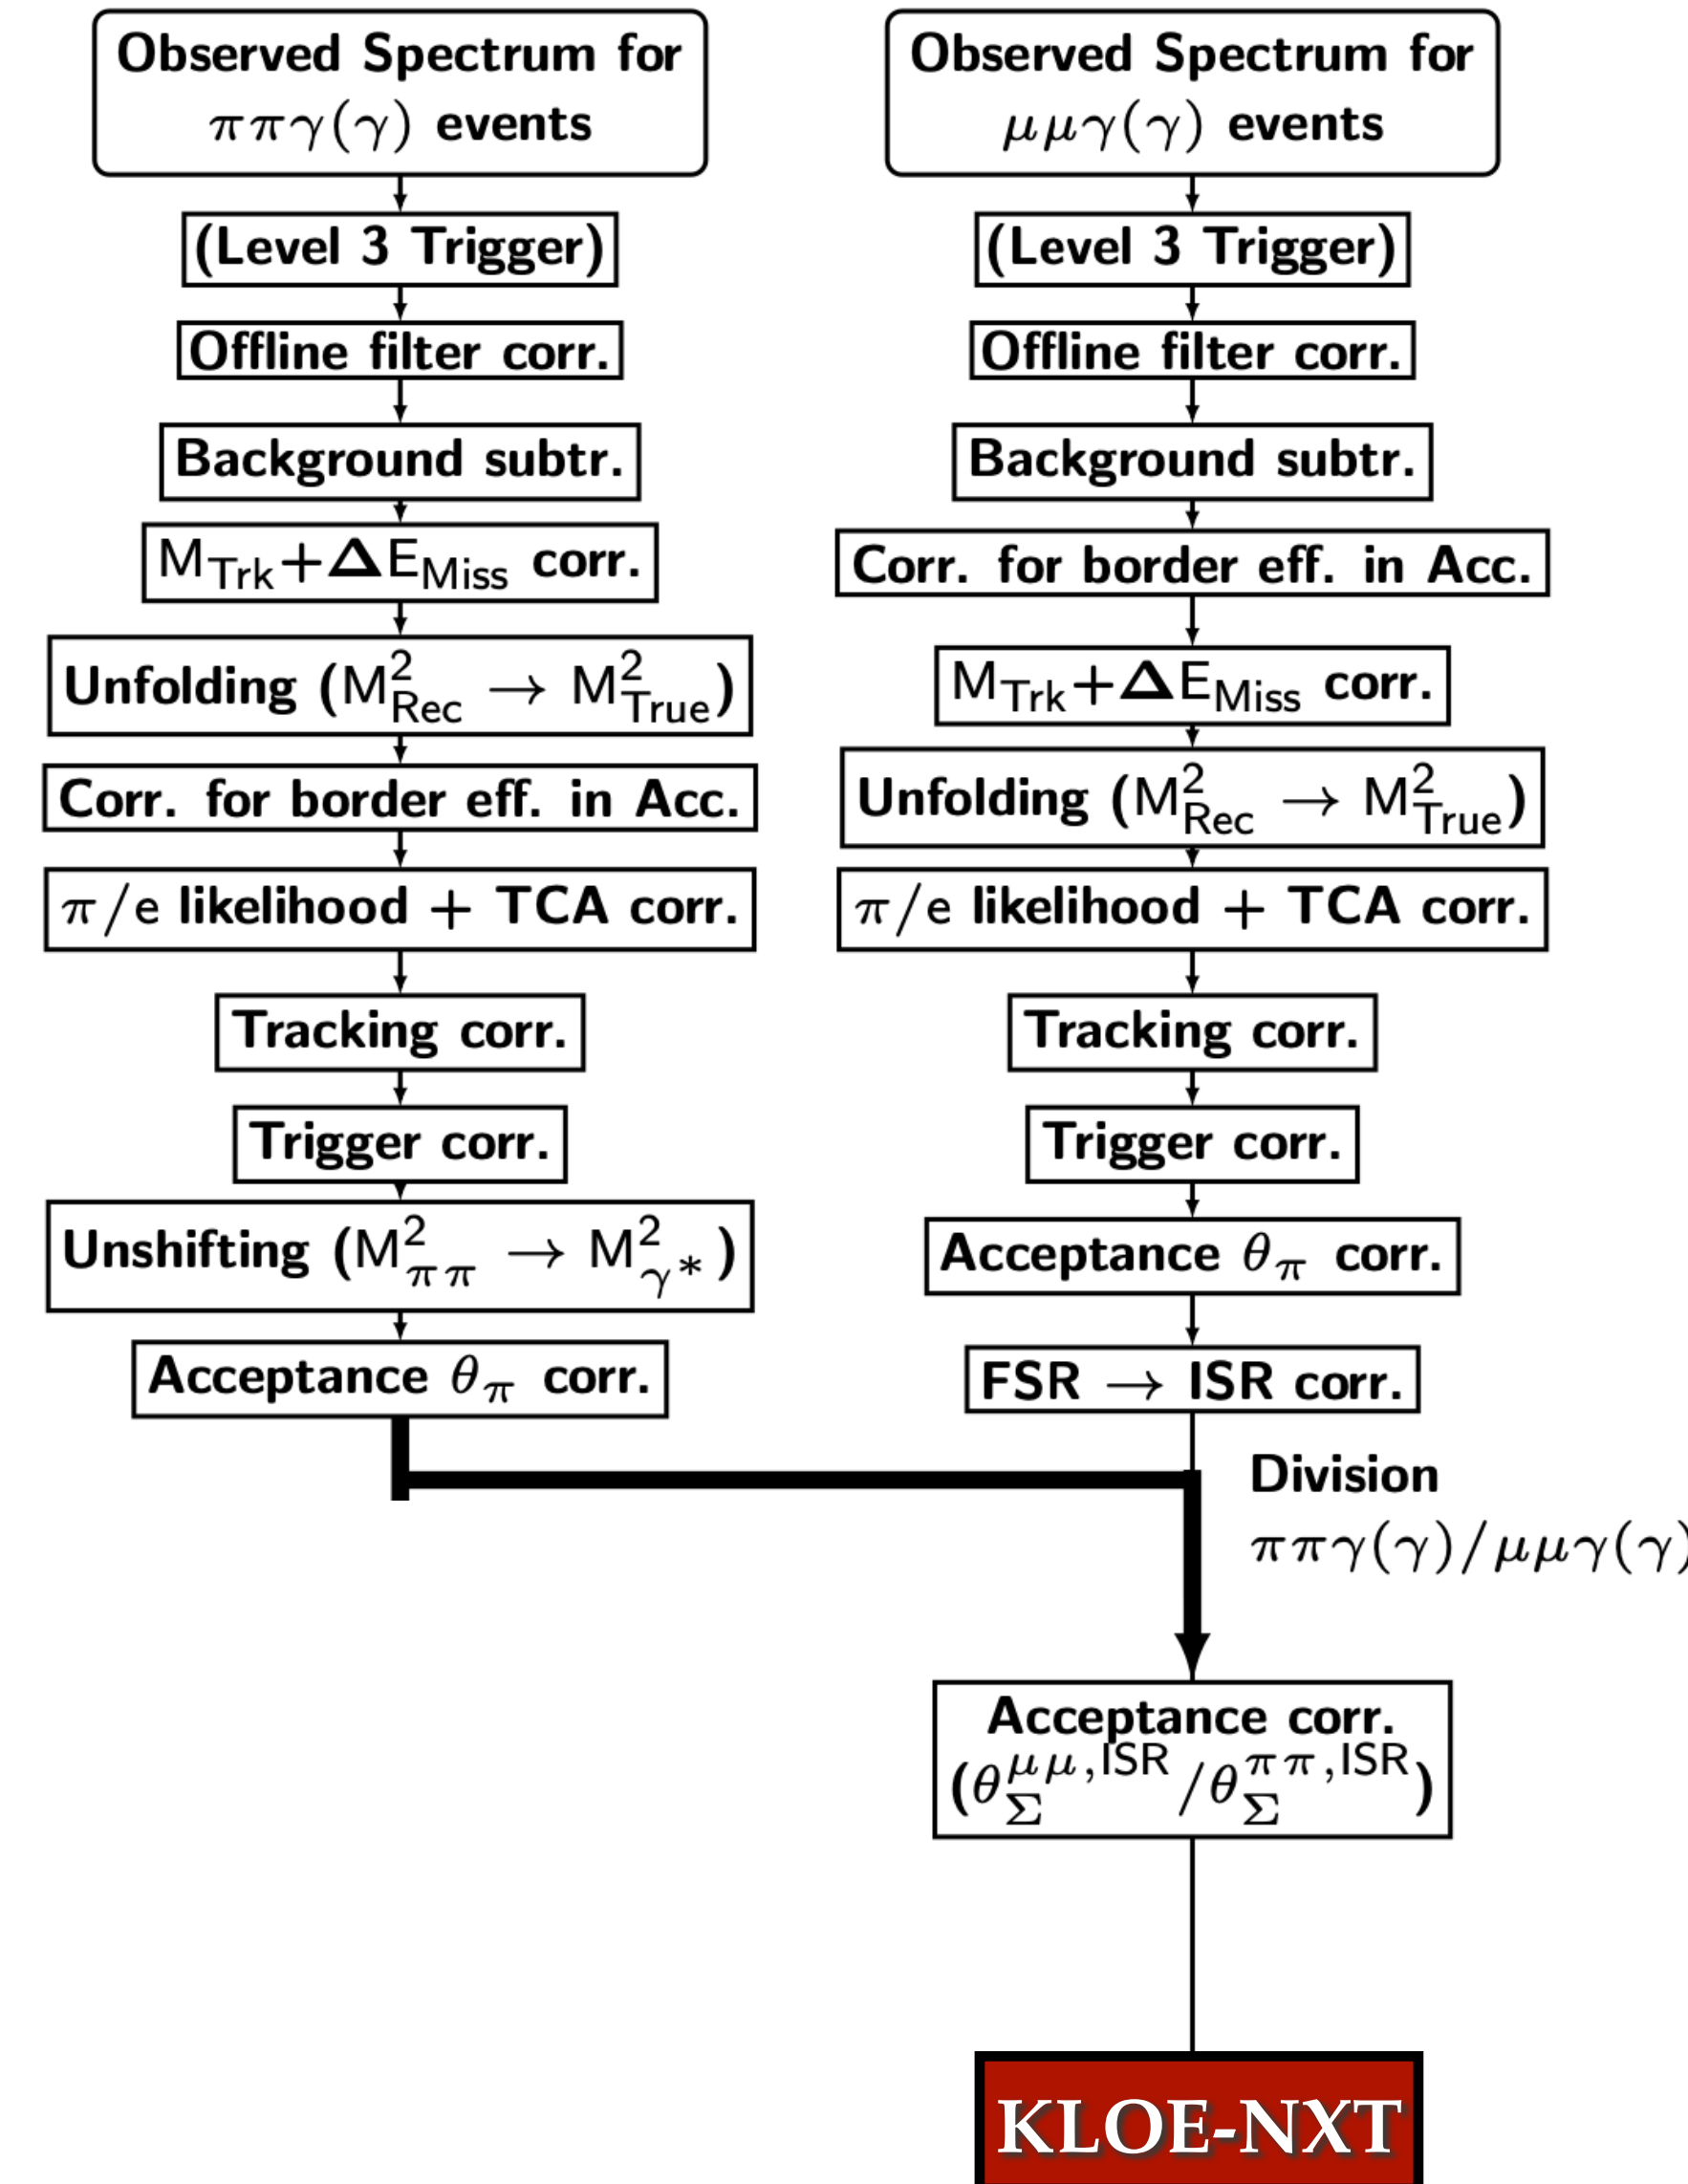 Observed Spectrum for
ππγ(γ) events
(Level 3 Trigger)
Offline filter corr.
Background subtr.
M_Trk+ΔE_Miss corr.
Unfolding (M²_Rec → M²_True)
Corr. for border eff. in Acc.
π/e likelihood + TCA corr.
Tracking corr.
Trigger corr.
Unshifting (M²_ππ → M²_γ*)
Acceptance θ_π corr.
Observed Spectrum for
μμγ(γ) events
(Level 3 Trigger)
Offline filter corr.
Background subtr.
Corr. for border eff. in Acc.
M_Trk+ΔE_Miss corr.
Unfolding (M²_Rec → M²_True)
π/e likelihood + TCA corr.
Tracking corr.
Trigger corr.
Acceptance θ_π corr.
FSR → ISR corr.
Division
ππγ(γ)/μμγ(γ)
Acceptance corr.
(θ_Σ^μμ,ISR/θ_Σ^ππ,ISR)
KLOE-NXT